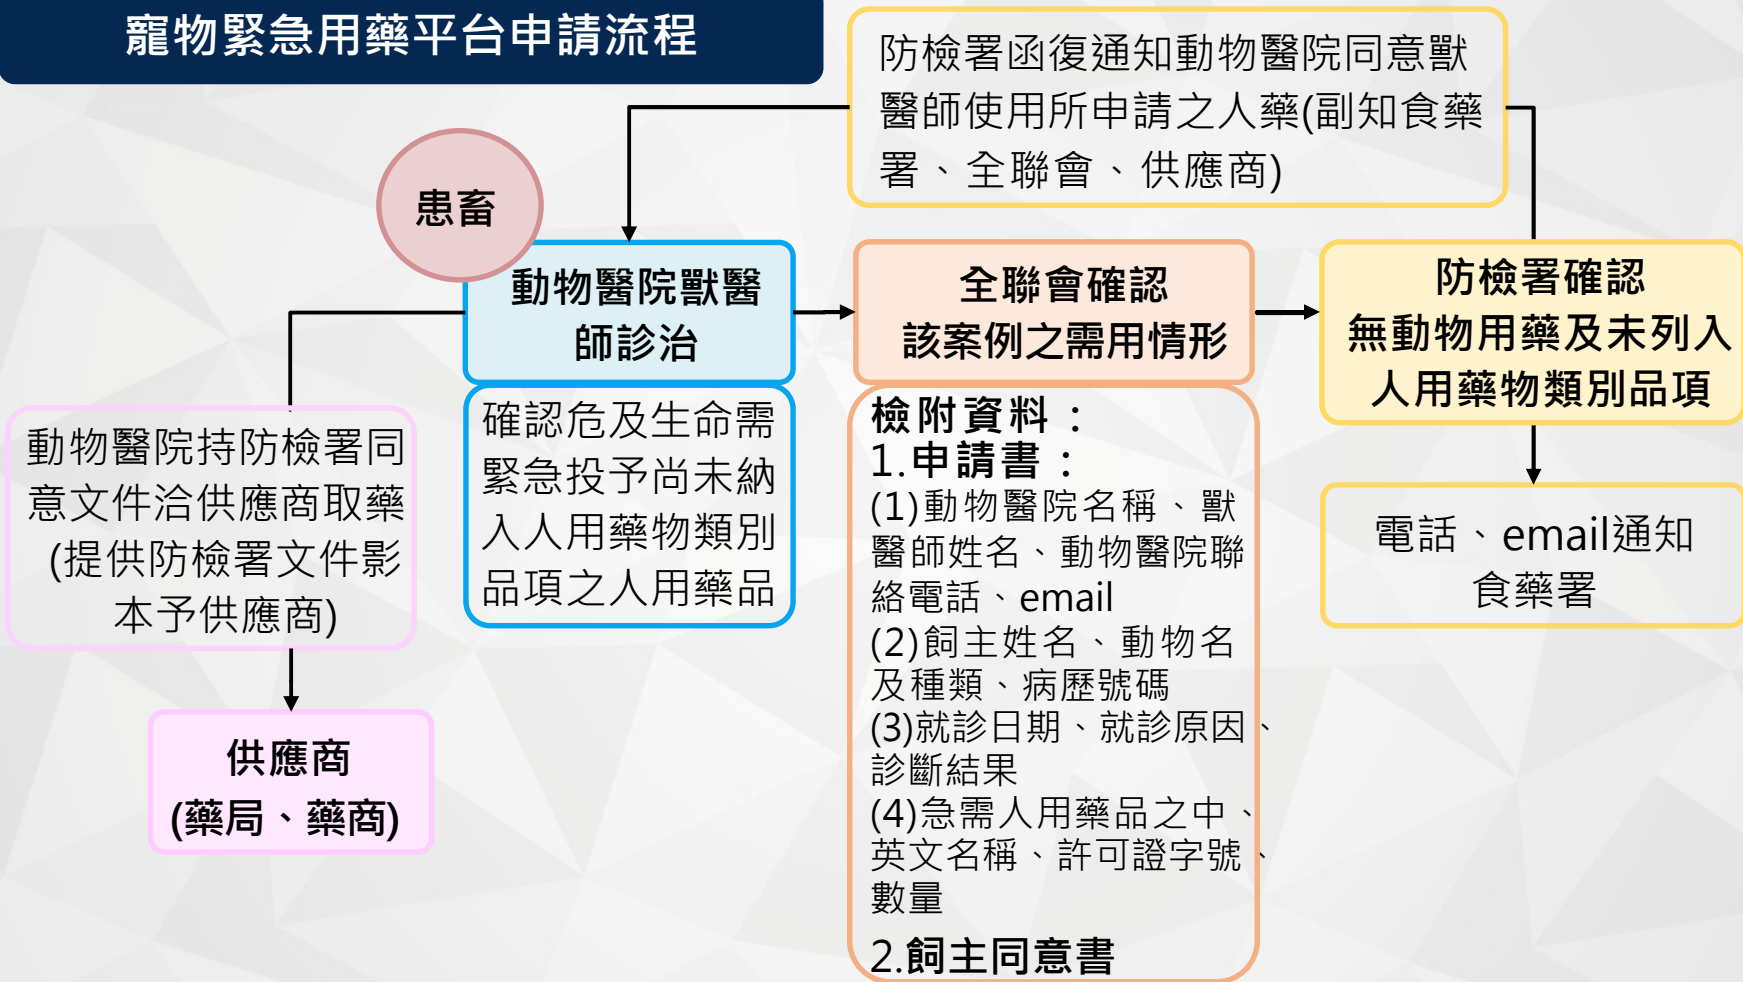 寵物緊急用藥平台申請流程
防檢署函復通知動物醫院同意獸
醫師使用所申請之人藥(副知食藥
署、全聯會、供應商)
患畜
動物醫院獸醫
師診治
確認危及生命需
緊急投予尚未納
入人用藥物類別
品項之人用藥品
全聯會確認
該案例之需用情形
檢附資料：
1.申請書：
(1)動物醫院名稱、獸
醫師姓名、動物醫院聯
絡電話、email
(2)飼主姓名、動物名
及種類、病歷號碼
(3)就診日期、就診原因、
診斷結果
(4)急需人用藥品之中、
英文名稱、許可證字號、
數量
2.飼主同意書
防檢署確認
無動物用藥及未列入
人用藥物類別品項
電話、email通知
食藥署
動物醫院持防檢署同
意文件洽供應商取藥
(提供防檢署文件影
本予供應商)
供應商
(藥局、藥商)